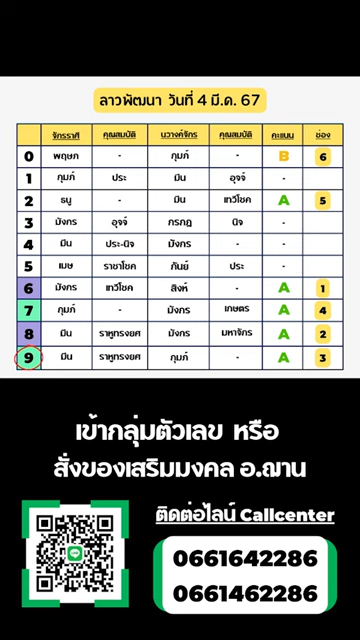 ลาวพัฒนา วันที่ 4 มี.ค. 67
จักรราศี คุณสมบัติ นวางค์จักร คุณสมบัติ คะแนน ช่อง
0 พฤษภ - กุมภ์ - B 6
1 กุมภ์ ประ มีน อุจจ์ -
2 ธนู - มีน เทวีโชค A 5
3 มังกร อุจจ์ กรกฎ นิจ -
4 มีน ประ-นิจ มังกร - -
5 เมษ ราชาโชค กันย์ ประ -
6 มังกร เทวีโชค สิงห์ - A 1
7 กุมภ์ - มังกร เกษตร A 4
8 มีน ราหูทรงยศ มังกร มหาจักร A 2
9 มีน ราหูทรงยศ กุมภ์ - A 3
เข้ากลุ่มตัวเลข หรือ
สั่งของเสริมมงคล อ.ฌาน
ติดต่อไลน์ Callcenter
0661642286
0661462286